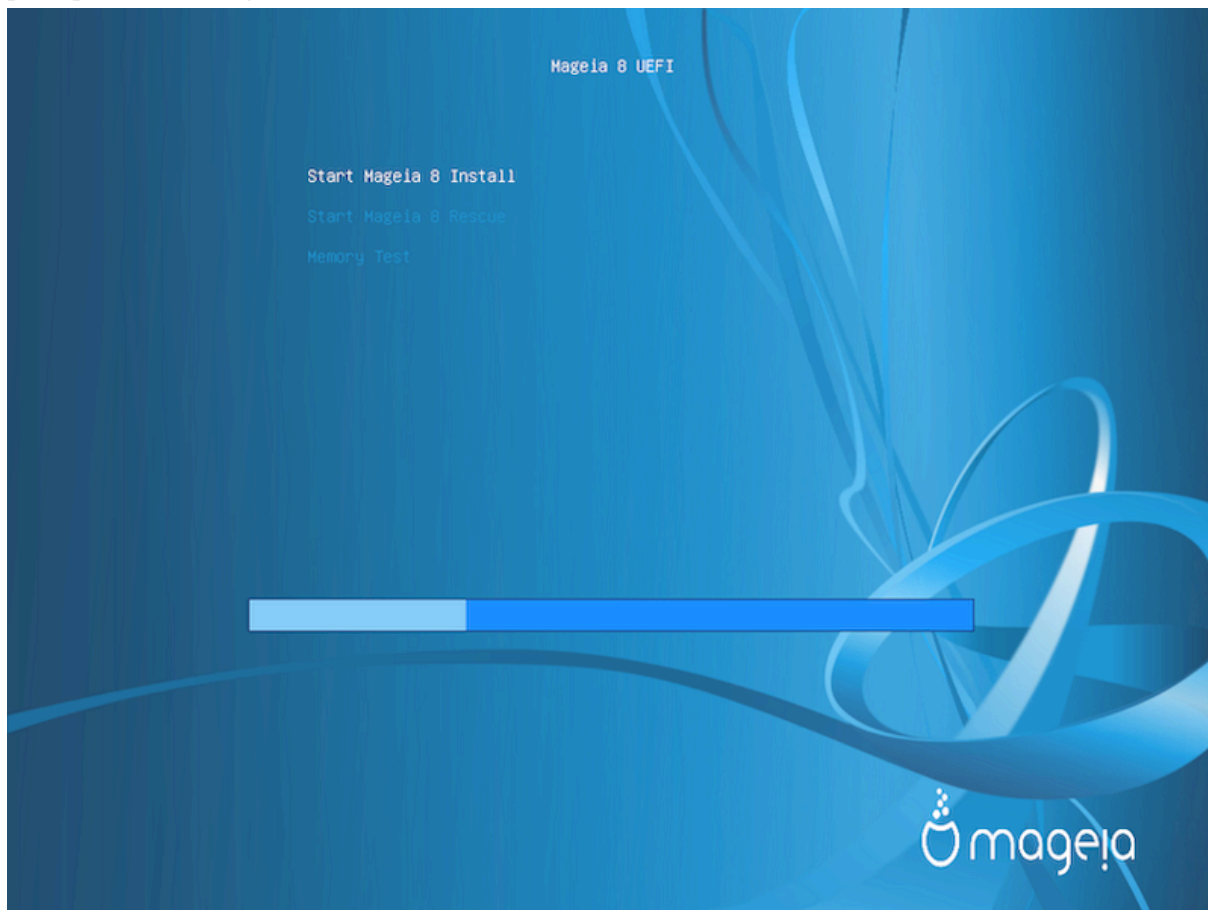 Mageia 8 UEFI
Start Mageia 8 Install
Start Mageia 8 Rescue
Memory Test
mageia